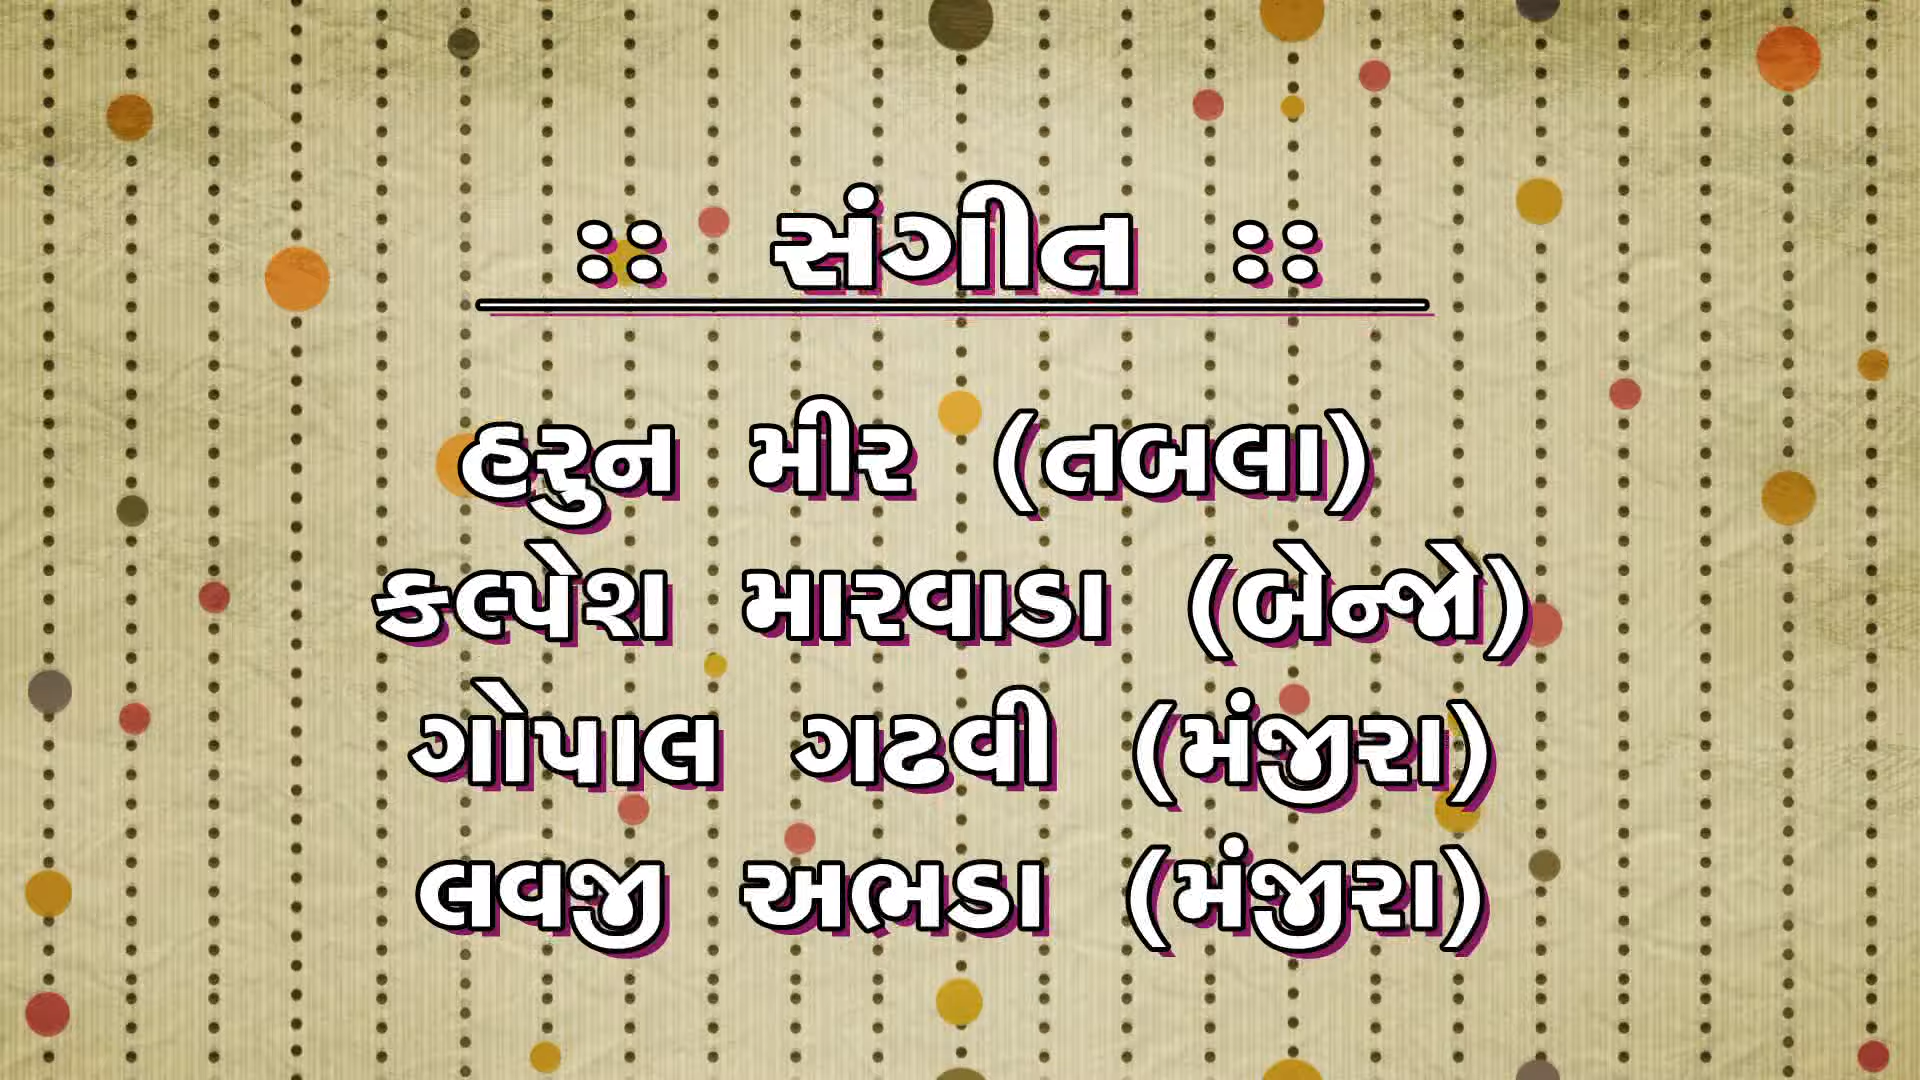 :: સંગીત ::
હરુન મીર (તબલા)
કલ્પેશ મારવાડા (બેન્જો)
ગોપાલ ગઢવી (મંજીરા)
લવજી અભડા (મંજીરા)